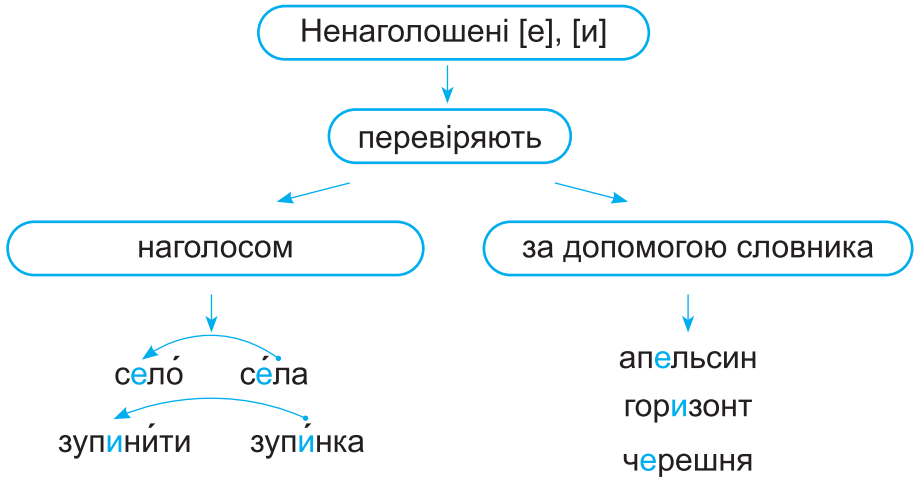 Ненаголошені [е], [и]
перевіряють
наголосом
за допомогою словника
село́ се́ла
зупини́ти зупи́нка
апельсин
горизонт
черешня